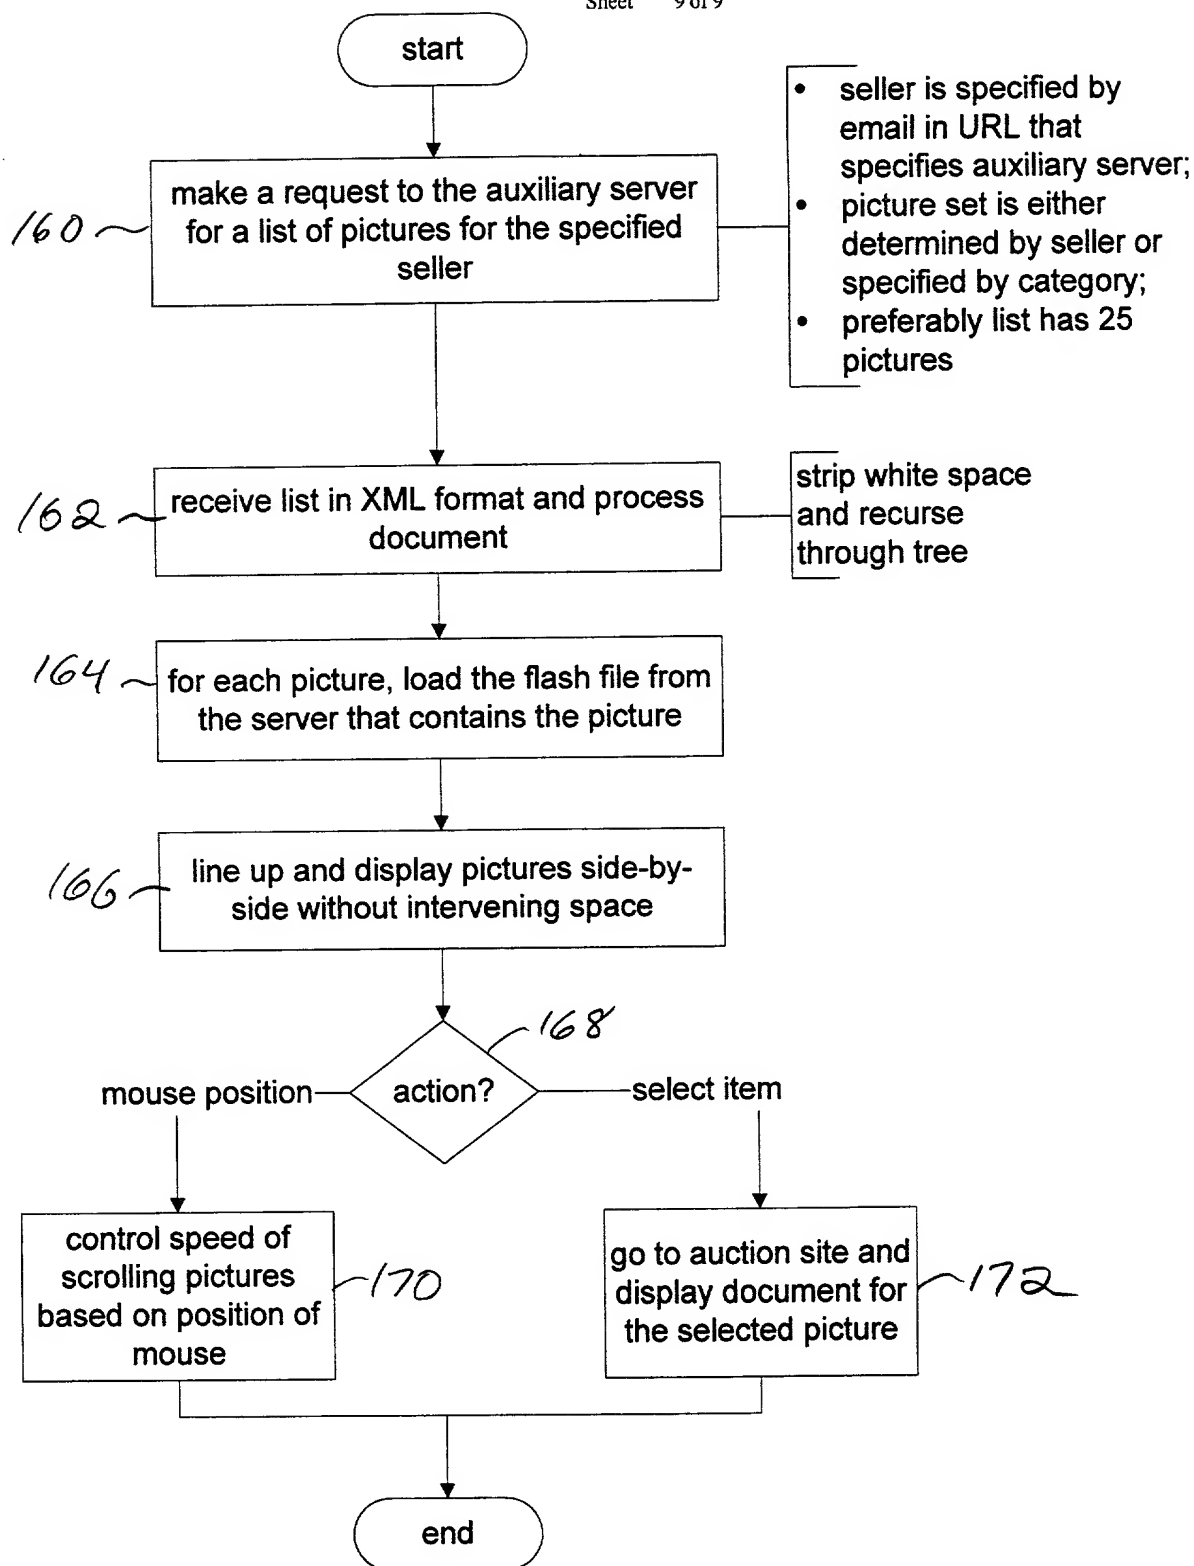 Sheet 9 of 9
start
160
make a request to the auxiliary server
for a list of pictures for the specified
seller
• seller is specified by
email in URL that
specifies auxiliary server;
• picture set is either
determined by seller or
specified by category;
• preferably list has 25
pictures
162
receive list in XML format and process
document
strip white space
and recurse
through tree
164
for each picture, load the flash file from
the server that contains the picture
166
line up and display pictures side-by-
side without intervening space
168
mouse position
action?
select item
control speed of
scrolling pictures
based on position of
mouse
170
go to auction site and
display document for
the selected picture
172
end